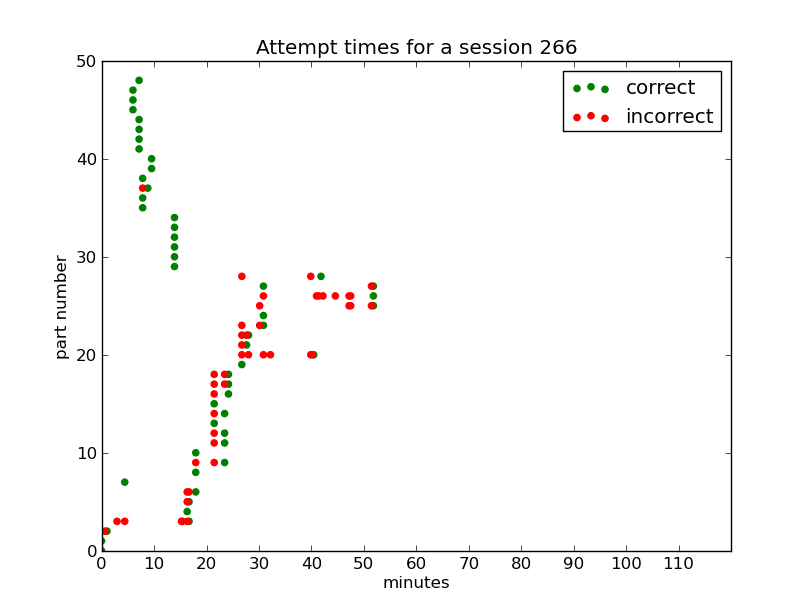 Attempt times for a session 266
50
correct
incorrect
40
30
part number
20
10
0
0 10 20 30 40 50 60 70 80 90 100 110
minutes